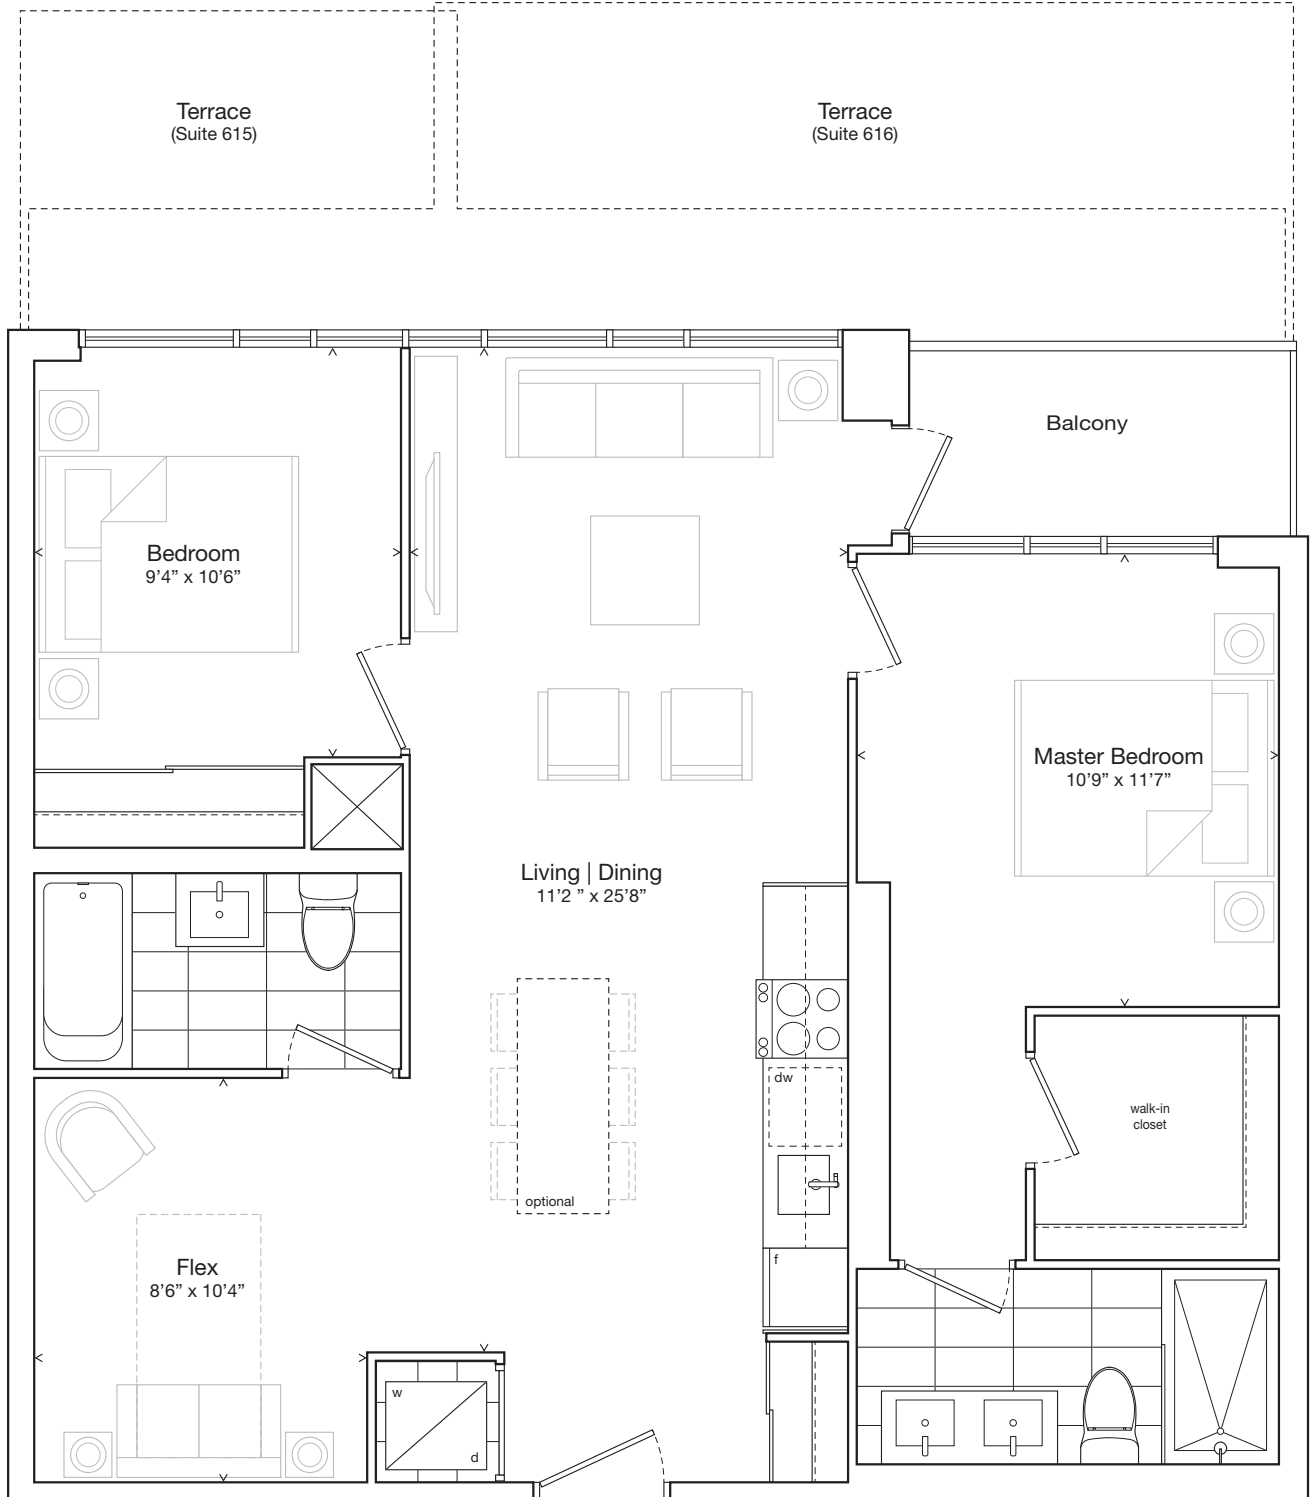 Terrace
(Suite 615)
Terrace
(Suite 616)
Balcony
Bedroom
9’4” x 10’6”
Master Bedroom
10’9” x 11’7”
Living | Dining
11’2 ” x 25’8”
dw
walk-in
closet
optional
f
Flex
8’6” x 10’4”
w
d